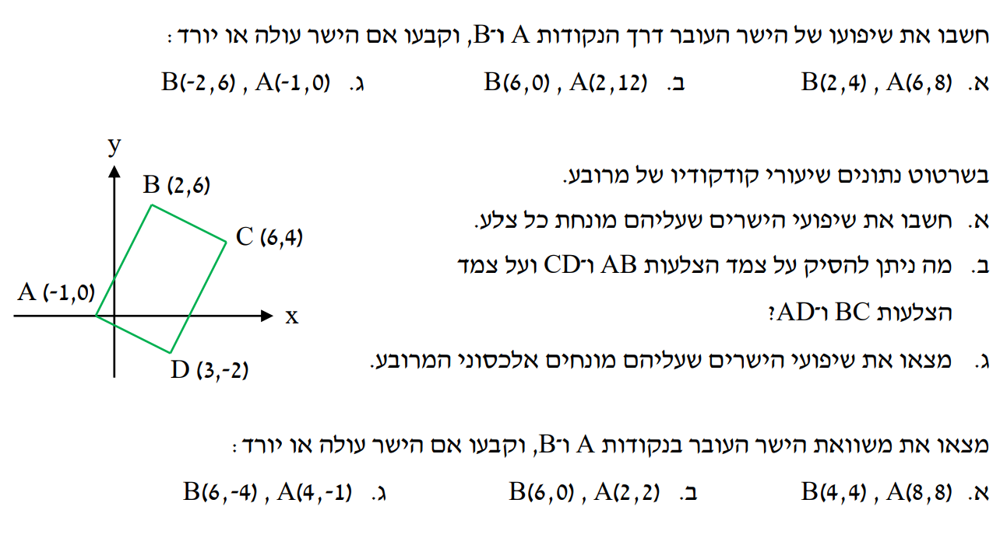 חשבו את שיפועו של הישר העובר דרך הנקודות A ו־B, וקבעו אם הישר עולה או יורד:
א. A(6,8) , B(2,4) ב. A(2,12) , B(6,0) ג. A(-1,0) , B(-2,6)
בשרטוט נתונים שיעורי קודקודיו של מרובע.
א. חשבו את שיפועי הישרים שעליהם מונחת כל צלע.
ב. מה ניתן להסיק על צמד הצלעות AB ו־CD ועל צמד
הצלעות BC ו־AD?
ג. מצאו את שיפועי הישרים שעליהם מונחים אלכסוני המרובע.
y
B (2,6)
C (6,4)
A (-1,0)
x
D (3,-2)
מצאו את משוואת הישר העובר בנקודות A ו־B, וקבעו אם הישר עולה או יורד:
א. A(8,8) , B(4,4) ב. A(2,2) , B(6,0) ג. A(4,-1) , B(6,-4)